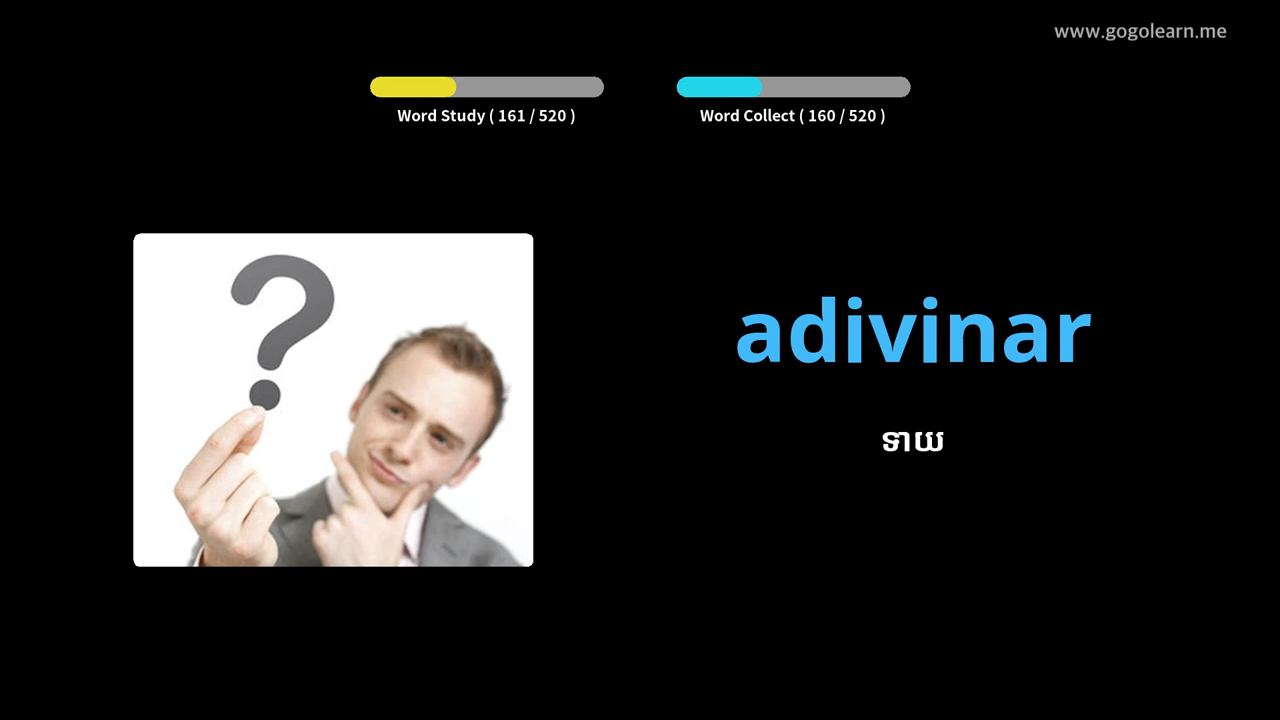 www.gogolearn.me
Word Study ( 161 / 520 )
Word Collect ( 160 / 520 )
?
adivinar
ទាយ